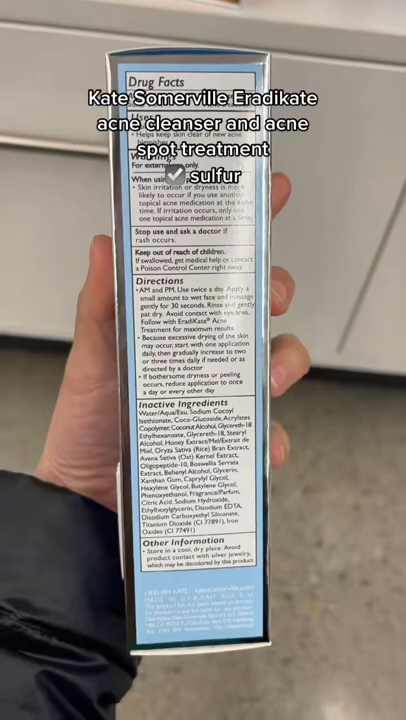 Drug Facts
Kate Somerville Eradikate
acne cleanser and acne
spot treatment
✅ sulfur
Uses
• Helps keep skin clear of new acne
Warnings
For external use only.
When using
• Skin irritation or dryness is more
likely to occur if you use another
topical acne medication at the same
time. If irritation occurs, only use
one topical acne medication at a time.
Stop use and ask a doctor if
rash occurs.
Keep out of reach of children.
If swallowed, get medical help or contact
a Poison Control Center right away.
Directions
• AM and PM. Use twice a day. Apply a
small amount to wet face and massage
gently for 30 seconds. Rinse and gently
pat dry. Avoid contact with eye area.
Follow with EradiKate® Acne
Treatment for maximum results
• Because excessive drying of the skin
may occur, start with one application
daily, then gradually increase to two
or three times daily if needed or as
directed by a doctor
• If bothersome dryness or peeling
occurs, reduce application to once
a day or every other day
Inactive Ingredients
Water/Aqua/Eau, Sodium Cocoyl
Isethionate, Coco-Glucoside, Acrylates
Copolymer, Coconut Alcohol, Glycereth-18
Ethylhexanoate, Glycereth-18, Stearyl
Alcohol, Honey Extract/Mel/Extrait de
Miel, Oryza Sativa (Rice) Bran Extract,
Avena Sativa (Oat) Kernel Extract,
Oligopeptide-10, Boswellia Serrata
Extract, Behenyl Alcohol, Glycerin,
Xanthan Gum, Caprylyl Glycol,
Hexylene Glycol, Butylene Glycol,
Phenoxyethanol, Fragrance/Parfum,
Citric Acid, Sodium Hydroxide,
Ethylhexylglycerin, Disodium EDTA,
Disodium Carboxyethyl Siliconate,
Titanium Dioxide (CI 77891), Iron
Oxides (CI 77491)
Other Information
• Store in a cool, dry place. Avoid
product contact with silver jewelry,
which may be discolored by this product
katesomerville.com